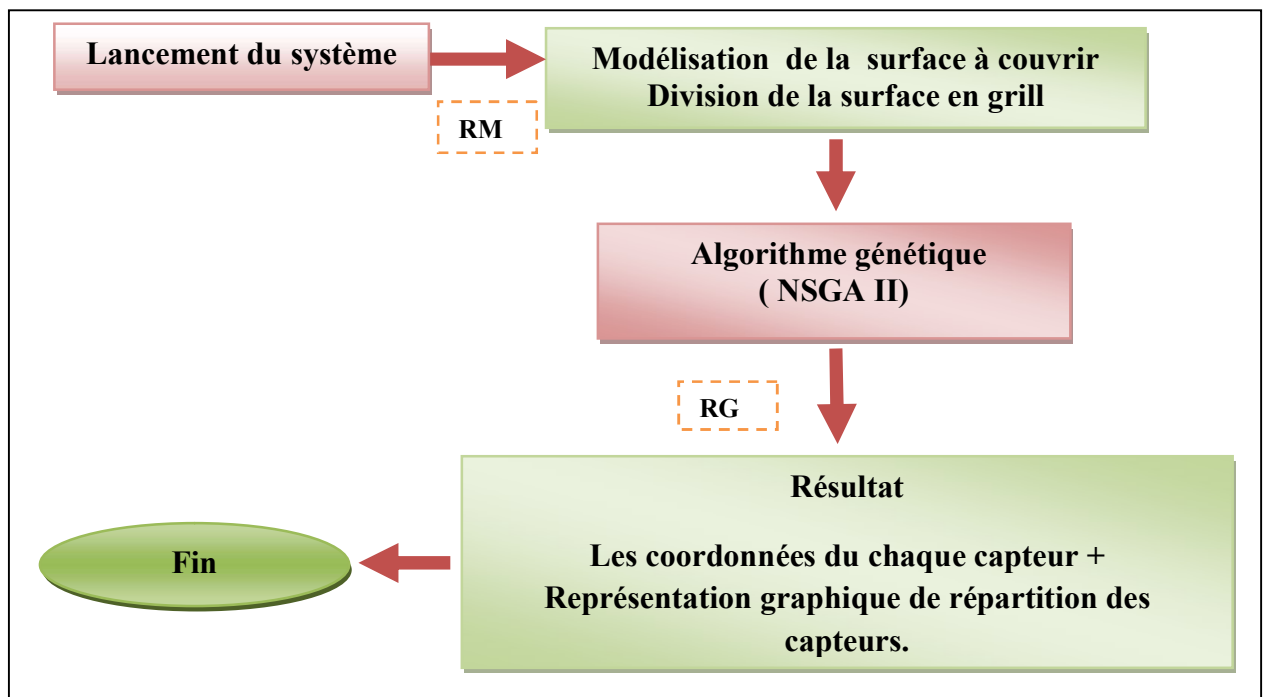 Lancement du système
Modélisation de la surface à couvrir
Division de la surface en grill
RM
Algorithme génétique
( NSGA II)
RG
Résultat
Les coordonnées du chaque capteur +
Représentation graphique de répartition des
capteurs.
Fin